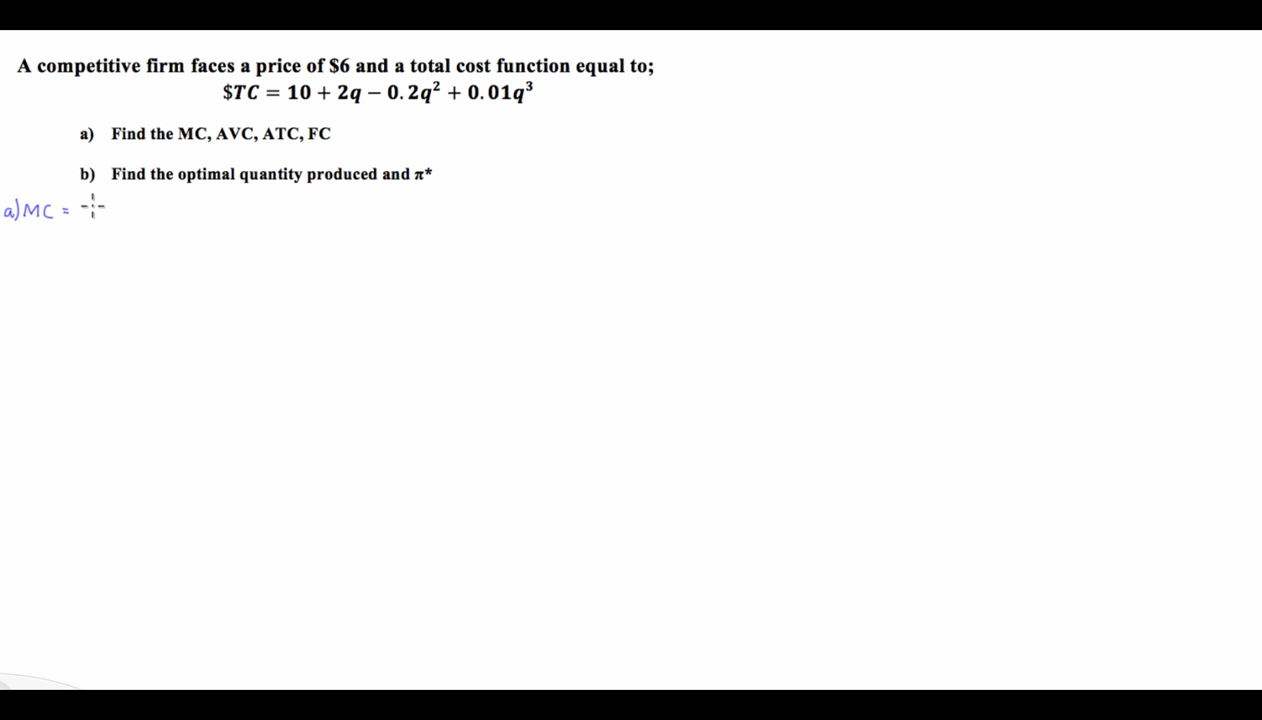 A competitive firm faces a price of $6 and a total cost function equal to;
$TC = 10 + 2q − 0.2q² + 0.01q³
a) Find the MC, AVC, ATC, FC
b) Find the optimal quantity produced and π*
a) MC =